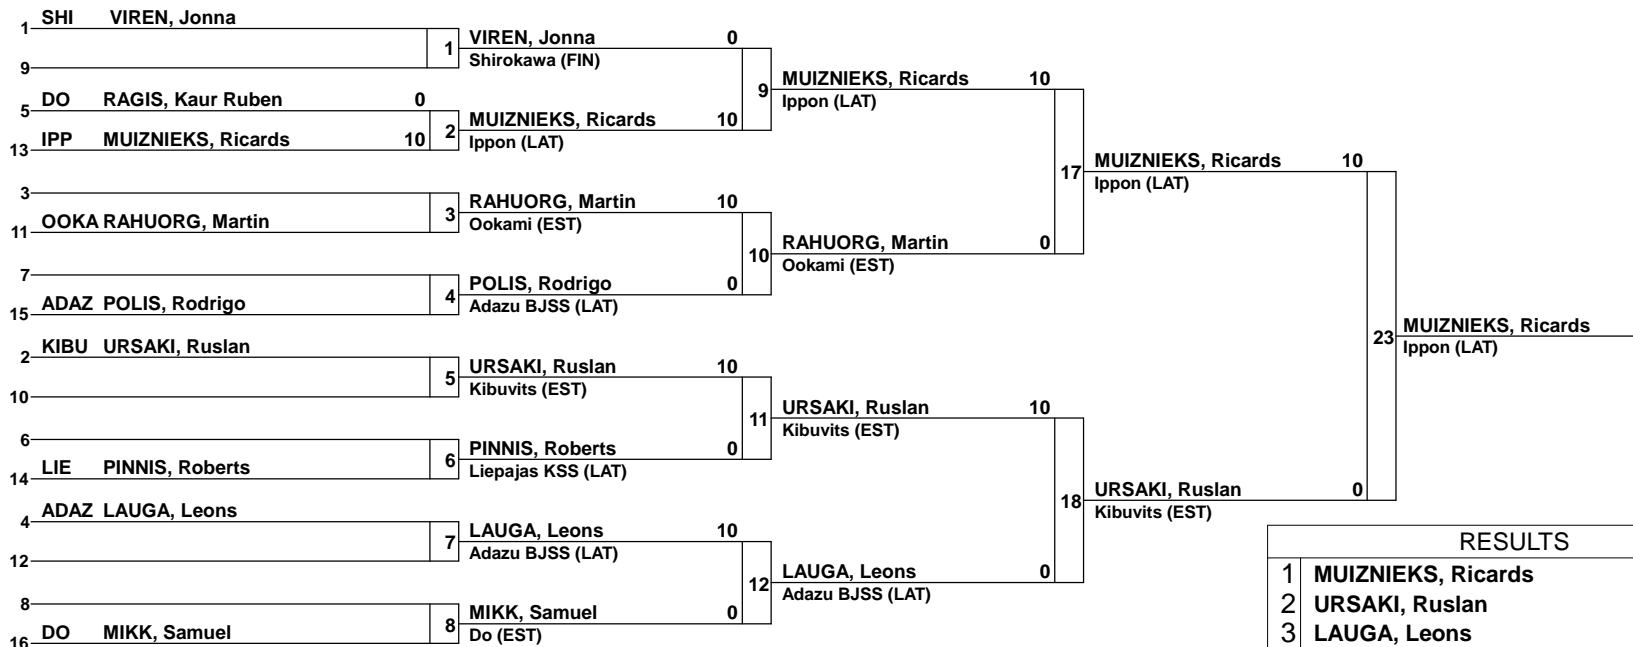 1 SHI VIREN, Jonna
9
1 VIREN, Jonna 0
Shirokawa (FIN)
5 DO RAGIS, Kaur Ruben 0
13 IPP MUIZNIEKS, Ricards 10
2 MUIZNIEKS, Ricards 10
Ippon (LAT)
9 MUIZNIEKS, Ricards 10
Ippon (LAT)
3
11 OOKA RAHUORG, Martin
3 RAHUORG, Martin 10
Ookami (EST)
7
15 ADAZ POLIS, Rodrigo
4 POLIS, Rodrigo 0
Adazu BJSS (LAT)
10 RAHUORG, Martin 0
Ookami (EST)
17 MUIZNIEKS, Ricards 10
Ippon (LAT)
2 KIBU URSAKI, Ruslan
10
5 URSAKI, Ruslan 10
Kibuvits (EST)
6
14 LIE PINNIS, Roberts
6 PINNIS, Roberts 0
Liepajas KSS (LAT)
11 URSAKI, Ruslan 10
Kibuvits (EST)
4 ADAZ LAUGA, Leons
12
7 LAUGA, Leons 10
Adazu BJSS (LAT)
8
16 DO MIKK, Samuel
8 MIKK, Samuel 0
Do (EST)
12 LAUGA, Leons 0
Adazu BJSS (LAT)
18 URSAKI, Ruslan 0
Kibuvits (EST)
23 MUIZNIEKS, Ricards
Ippon (LAT)
RESULTS
1 MUIZNIEKS, Ricards
2 URSAKI, Ruslan
3 LAUGA, Leons